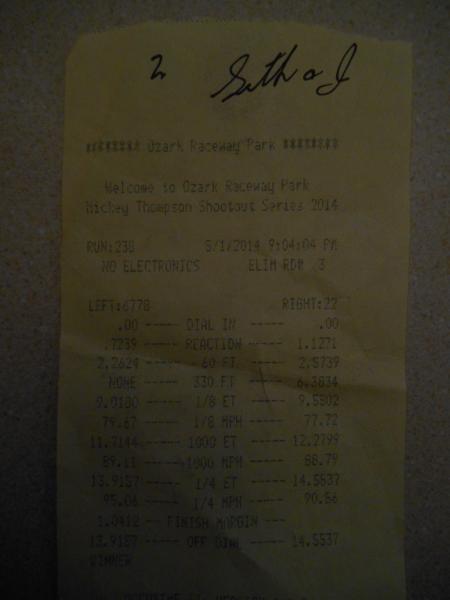 2 Seth & J
******** Ozark Raceway Park ********
Welcome to Ozark Raceway Park
Mickey Thompson Shootout Series 2014
RUN:238 5/1/2014 9:04:04 PM
NO ELECTRONICS ELIM RD# 3
LEFT:6778 RIGHT:22
.00 ----- DIAL IN ----- .00
.7239 ----- REACTION ----- 1.1271
2.2624 ----- 60 FT ----- 2.5739
NONE ----- 330 FT ----- 6.3834
9.0180 ----- 1/8 ET ----- 9.5502
79.67 ----- 1/8 MPH ----- 77.72
11.7144 ----- 1000 ET ----- 12.2799
89.11 ----- 1000 MPH ----- 88.79
13.9157 ----- 1/4 ET ----- 14.5537
95.06 ----- 1/4 MPH ----- 90.56
1.0412 -- FINISH MARGIN ---
13.9157 ----- OFF DIAL ----- 14.5537
WINNER